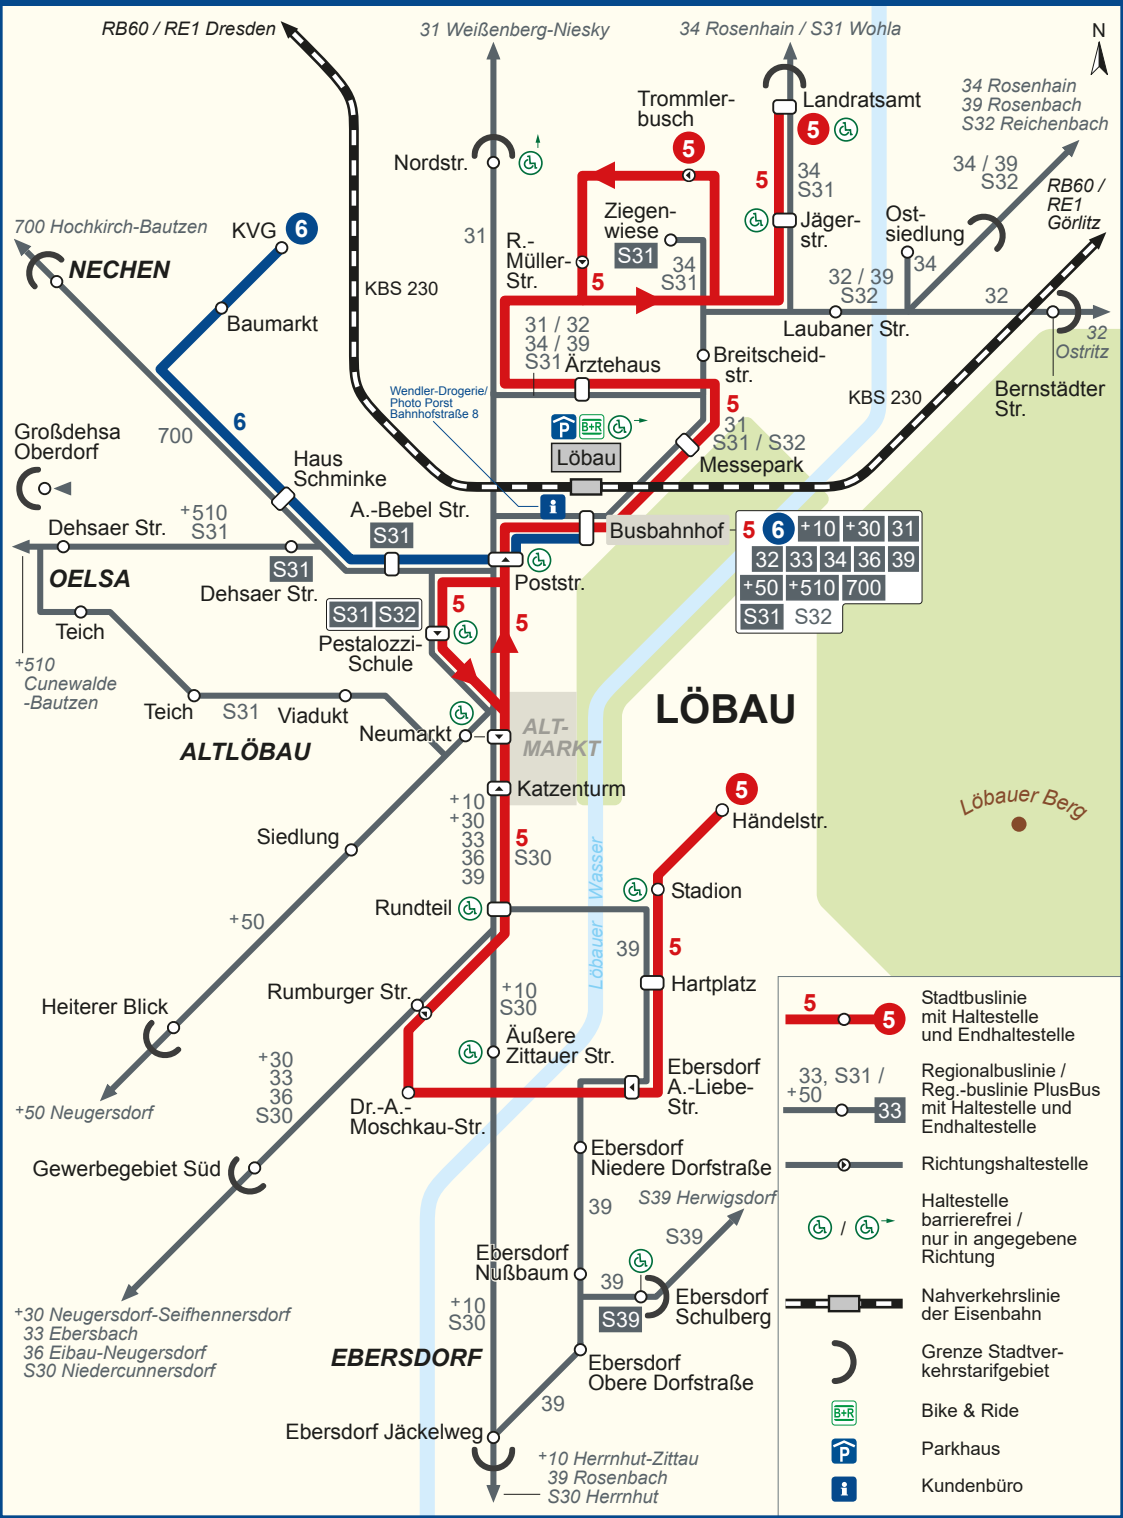 RB60 / RE1 Dresden
31 Weißenberg-Niesky
34 Rosenhain / S31 Wohla
N
34 Rosenhain
39 Rosenbach
S32 Reichenbach
Trommler-
busch
5
Landratsamt
5
Nordstr.
34 / 39
S32
5
34
S31
RB60 /
RE1
Görlitz
700 Hochkirch-Bautzen
KVG
6
NECHEN
31
R.-
Müller-
Str.
Ziegen-
wiese
S31
34
S31
Jäger-
str.
Ost-
siedlung
34
KBS 230
5
32 / 39
S32
32
Baumarkt
31 / 32
34 / 39
S31
Laubaner Str.
32
Ostritz
Ärztehaus
Breitscheid-
str.
Bernstädter
Str.
KBS 230
Wendler-Drogerie/
Photo Porst
Bahnhofstraße 8
6
700
5
31
S31 / S32
P
B+R
Löbau
Messepark
Großdehsa
Oberdorf
Haus
Schminke
i
A.-Bebel Str.
S31
Dehsaer Str.
+510
S31
Busbahnhof
5 6 +10 +30 31
32 33 34 36 39
+50 +510 700
S31 S32
OELSA
S31
Dehsaer Str.
Poststr.
S31 S32
5
5
Teich
Pestalozzi-
Schule
+510
Cunewalde
-Bautzen
Teich
S31
Viadukt
LÖBAU
ALTLÖBAU
Neumarkt
ALT-
MARKT
Katzenturm
5
Händelstr.
Löbauer Berg
+10
+30
33
36
39
5
S30
Siedlung
Löbauer Wasser
Stadion
Rundteil
+50
39
5
Hartplatz
Heiterer Blick
Rumburger Str.
+10
S30
Äußere
Zittauer Str.
+30
33
36
S30
Ebersdorf
A.-Liebe-
Str.
+50 Neugersdorf
Dr.-A.-
Moschkau-Str.
Ebersdorf
Niedere Dorfstraße
Gewerbegebiet Süd
39
S39 Herwigsdorf
S39
Ebersdorf
Nußbaum
39
S39
Ebersdorf
Schulberg
+10
S30
+30 Neugersdorf-Seifhennersdorf
33 Ebersbach
36 Eibau-Neugersdorf
S30 Niedercunnersdorf
EBERSDORF
Ebersdorf
Obere Dorfstraße
39
Ebersdorf Jäckelweg
+10 Herrnhut-Zittau
39 Rosenbach
S30 Herrnhut
5
5
Stadtbuslinie
mit Haltestelle
und Endhaltestelle
33, S31 /
+50
33
Regionalbuslinie /
Reg.-buslinie PlusBus
mit Haltestelle und
Endhaltestelle
Richtungshaltestelle
/
Haltestelle
barrierefrei /
nur in angegebene
Richtung
Nahverkehrslinie
der Eisenbahn
Grenze Stadtver-
kehrstarifgebiet
B+R
Bike & Ride
P
Parkhaus
i
Kundenbüro